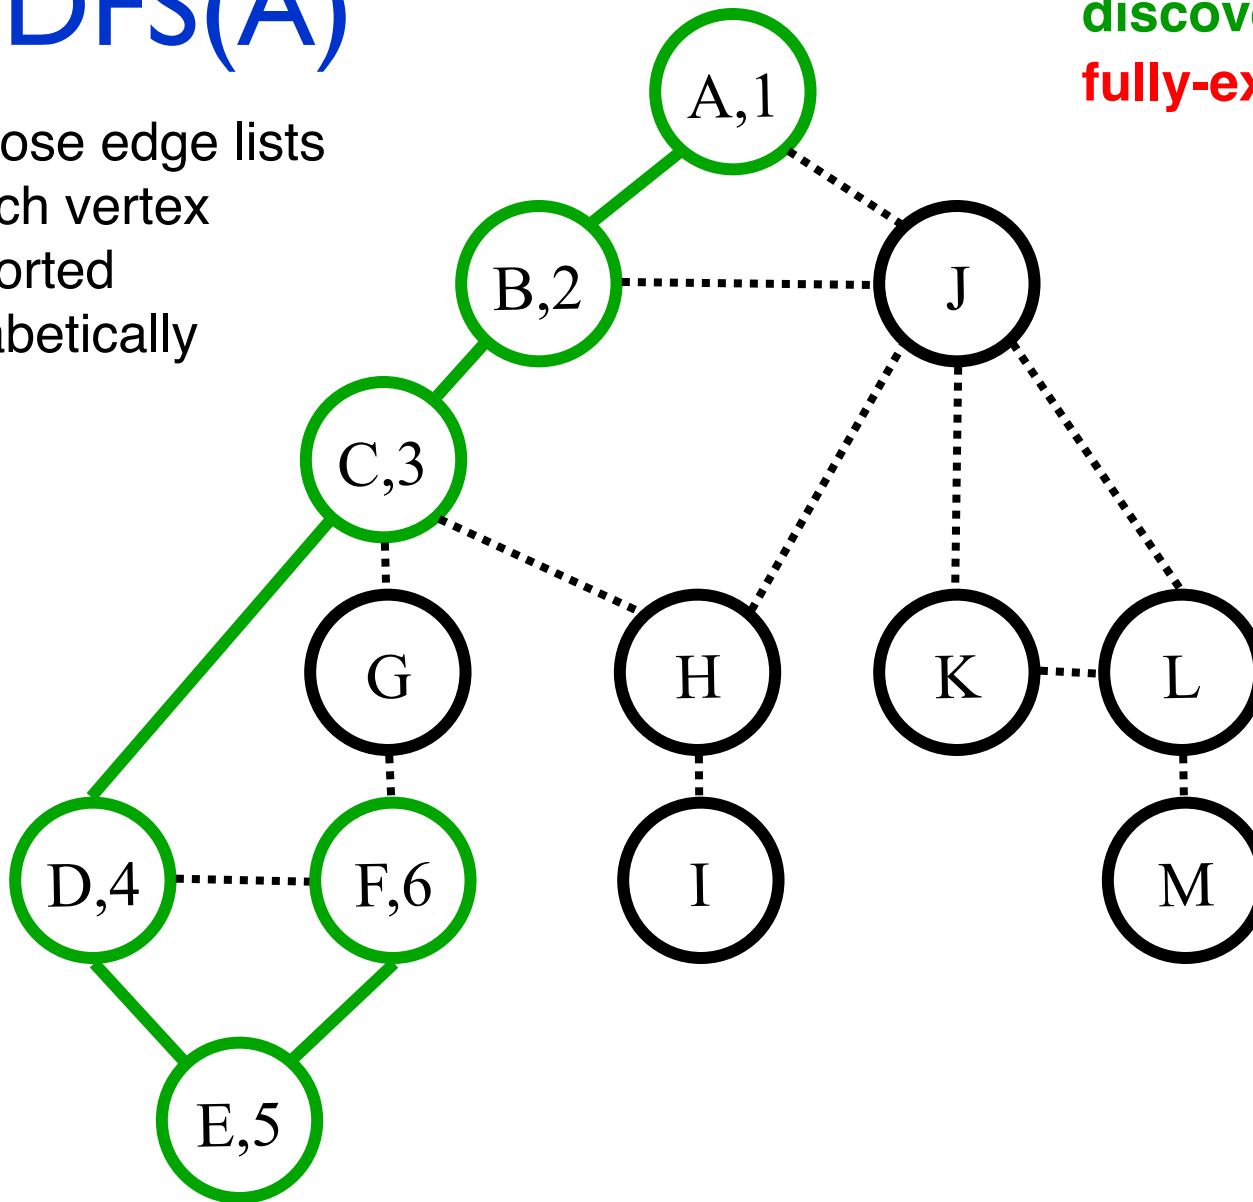 DFS(A)
discove
fully-ex
ose edge lists
ch vertex
orted
abetically
A,1
B,2
J
C,3
G
H
K
L
D,4
F,6
I
M
E,5